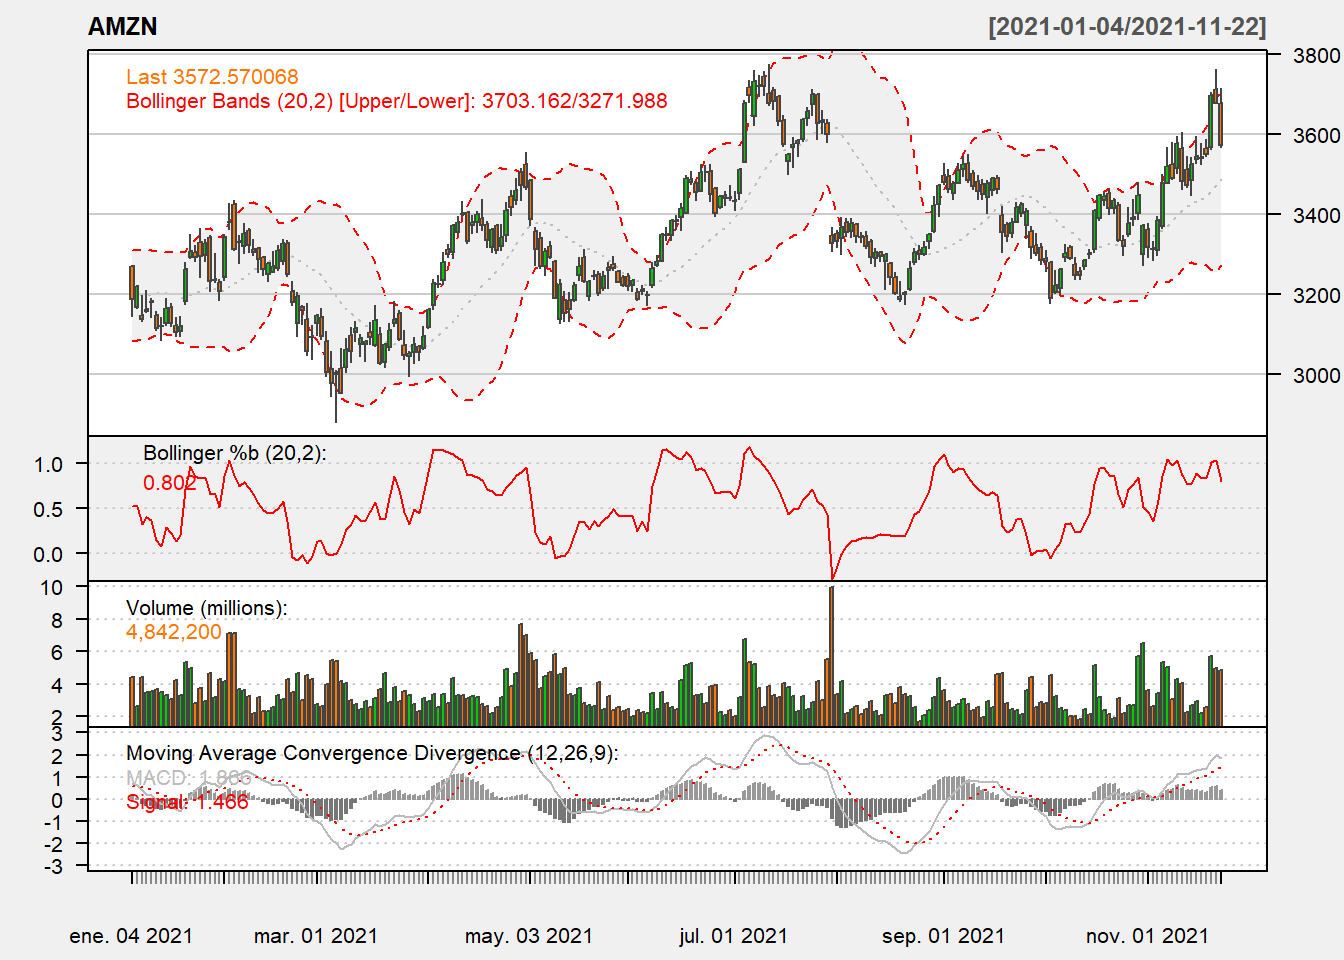 AMZN
[2021-01-04/2021-11-22]
Last 3572.570068
Bollinger Bands (20,2) [Upper/Lower]: 3703.162/3271.988
3800
3600
3400
3200
3000
Bollinger %b (20,2):
0.802
1.0
0.5
0.0
Volume (millions):
4,842,200
10
8
6
4
2
Moving Average Convergence Divergence (12,26,9):
MACD: 1.866
Signal: 1.466
3
2
1
0
-1
-2
-3
ene. 04 2021
mar. 01 2021
may. 03 2021
jul. 01 2021
sep. 01 2021
nov. 01 2021